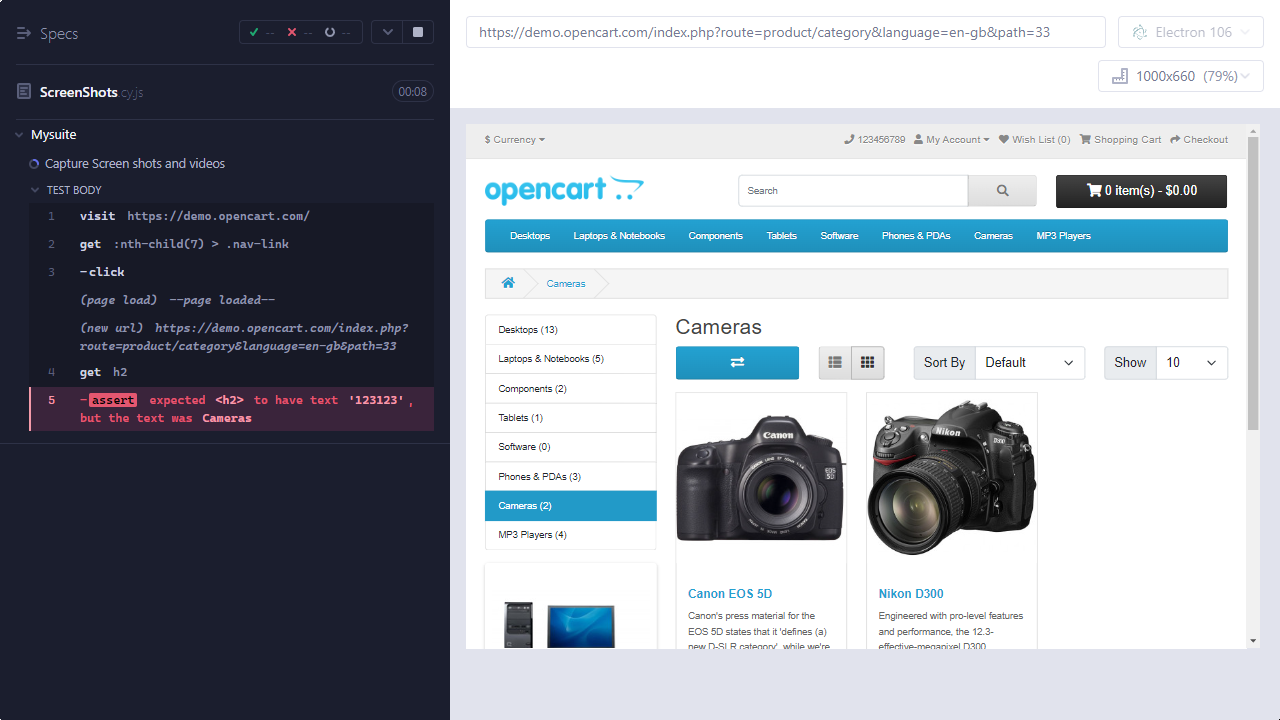 Specs
-- -- --
ScreenShots.cy.js
00:08
Mysuite
Capture Screen shots and videos
TEST BODY
1 visit https://demo.opencart.com/
2 get :nth-child(7) > .nav-link
3 -click
(page load) --page loaded--
(new url) https://demo.opencart.com/index.php?
route=product/category&language=en-gb&path=33
4 get h2
5 -assert expected <h2> to have text '123123',
but the text was Cameras
https://demo.opencart.com/index.php?route=product/category&language=en-gb&path=33
Electron 106
1000x660 (79%)
$ Currency
123456789 My Account Wish List (0) Shopping Cart Checkout
opencart
Search
0 item(s) - $0.00
Desktops Laptops & Notebooks Components Tablets Software Phones & PDAs Cameras MP3 Players
Cameras
Desktops (13)
Laptops & Notebooks (5)
Components (2)
Tablets (1)
Software (0)
Phones & PDAs (3)
Cameras (2)
MP3 Players (4)
Cameras
Sort By Default
Show 10
Canon
EOS
5D
Nikon
D300
Canon EOS 5D
Canon's press material for the
EOS 5D states that it 'defines (a)
new D-SLR category', while we're
Nikon D300
Engineered with pro-level features
and performance, the 12.3-
effective-megapixel D300